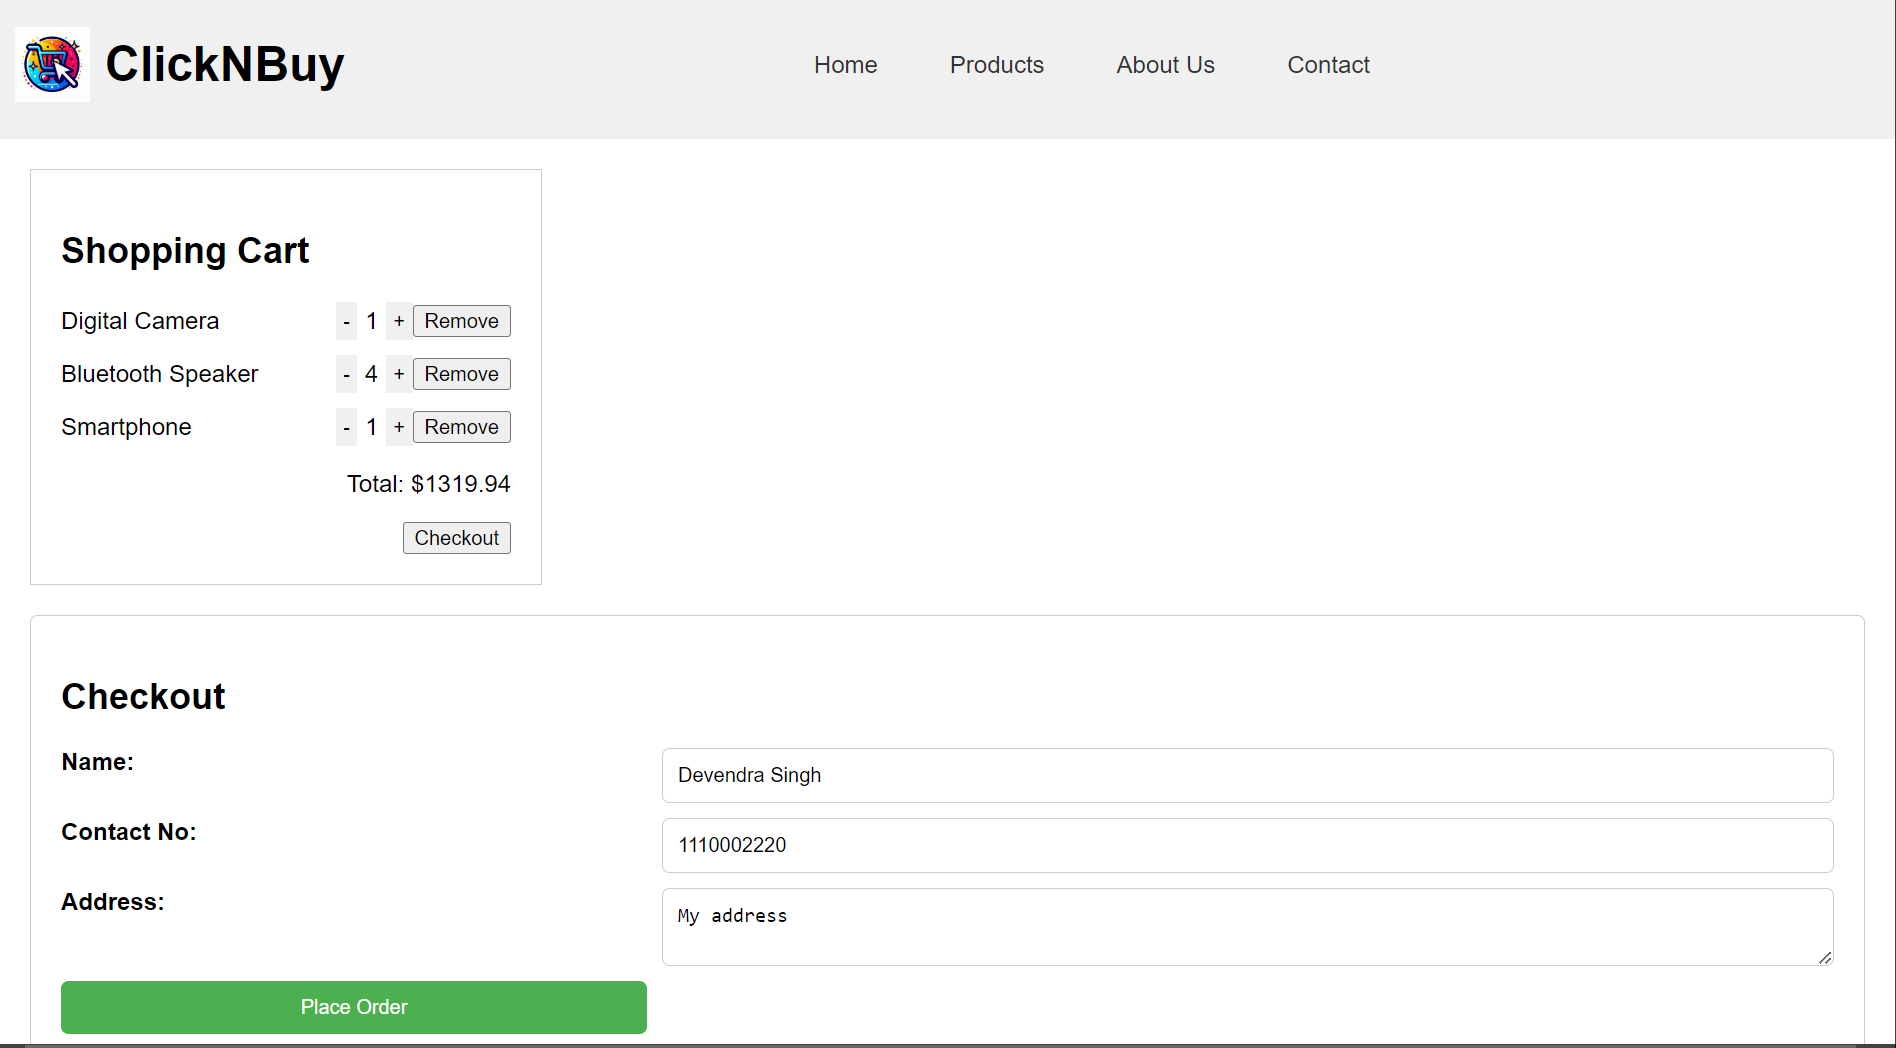 ClickNBuy
Home Products About Us Contact
Shopping Cart
Digital Camera - 1 + Remove
Bluetooth Speaker - 4 + Remove
Smartphone - 1 + Remove
Total: $1319.94
Checkout
Checkout
Name: Devendra Singh
Contact No: 1110002220
Address: My address
Place Order